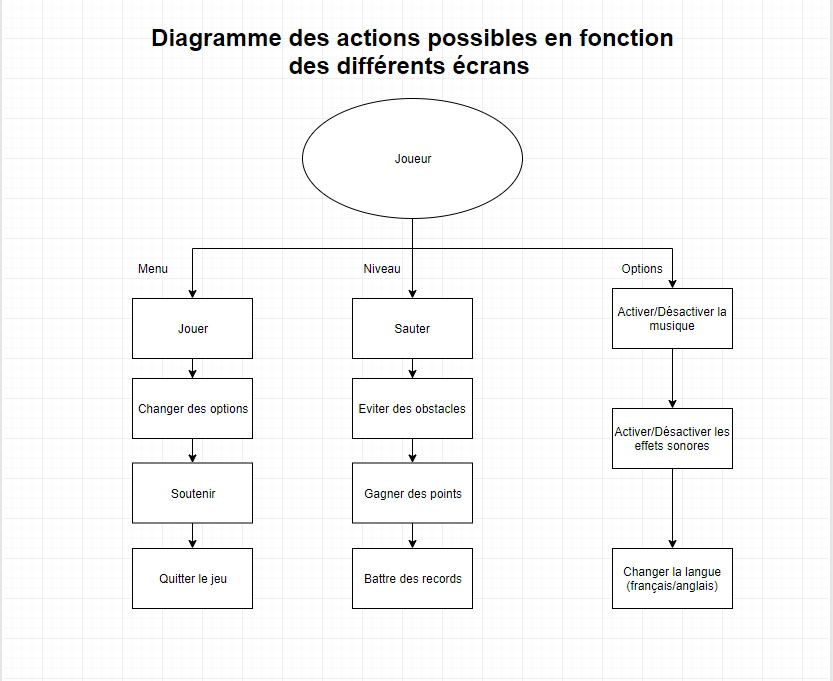 Diagramme des actions possibles en fonction
des différents écrans
Joueur
Menu
Niveau
Options
Jouer
Sauter
Activer/Désactiver la
musique
Changer des options
Eviter des obstacles
Activer/Désactiver les
effets sonores
Soutenir
Gagner des points
Quitter le jeu
Battre des records
Changer la langue
(français/anglais)